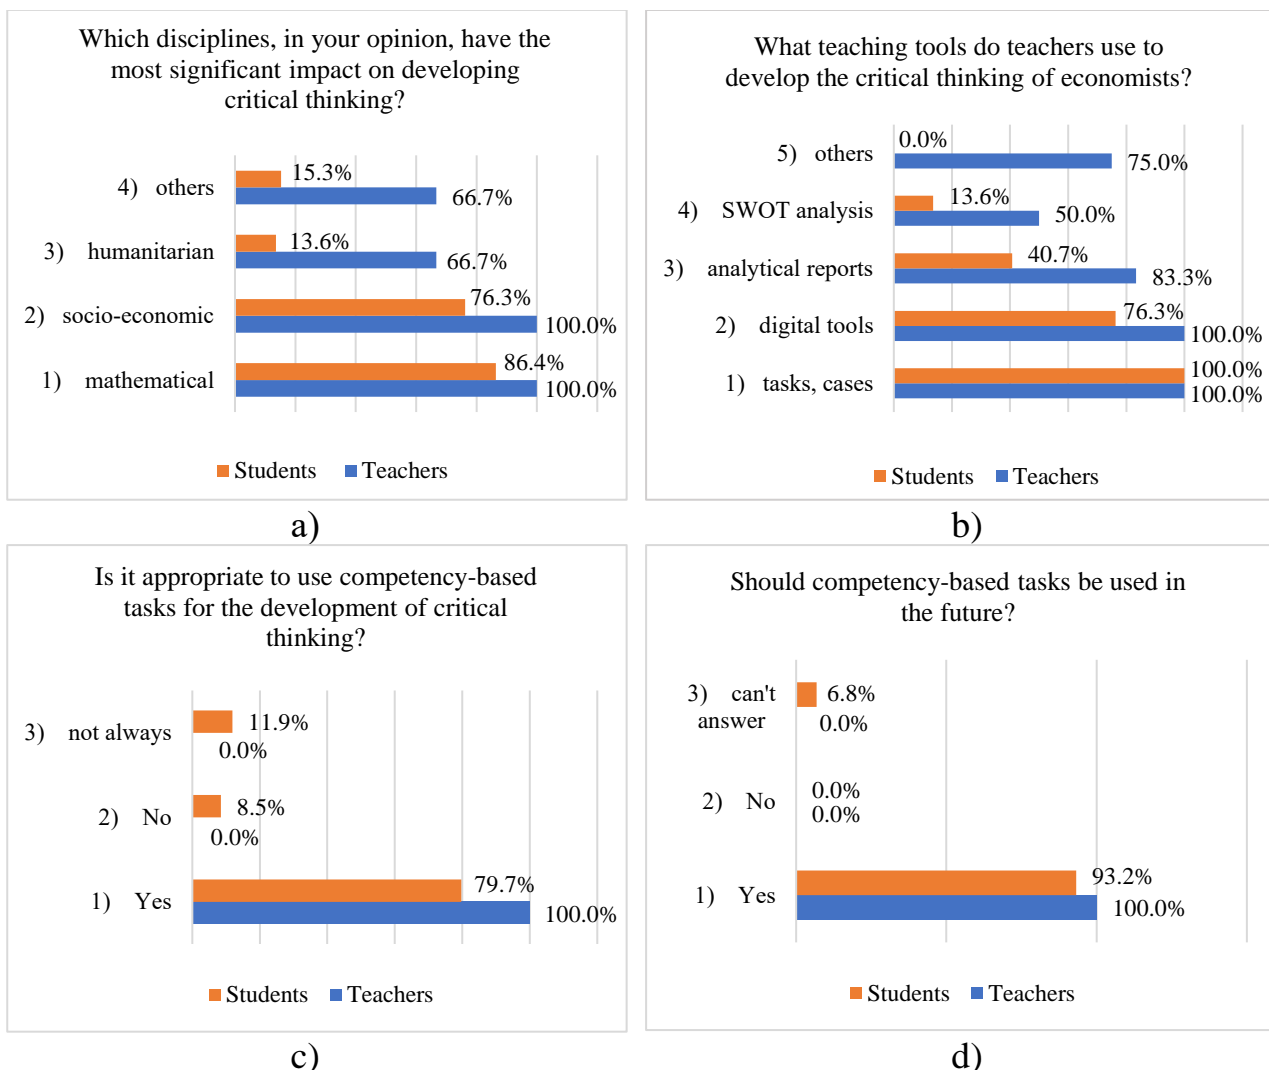 Which disciplines, in your opinion, have the
most significant impact on developing
critical thinking?
4) others
15.3%
66.7%
3) humanitarian
13.6%
66.7%
2) socio-economic
76.3%
100.0%
1) mathematical
86.4%
100.0%
Students Teachers
a)
What teaching tools do teachers use to
develop the critical thinking of economists?
5) others
0.0%
75.0%
4) SWOT analysis
13.6%
50.0%
3) analytical reports
40.7%
83.3%
2) digital tools
76.3%
100.0%
1) tasks, cases
100.0%
100.0%
Students Teachers
b)
Is it appropriate to use competency-based
tasks for the development of critical
thinking?
3) not always
11.9%
0.0%
2) No
8.5%
0.0%
1) Yes
79.7%
100.0%
Students Teachers
c)
Should competency-based tasks be used in
the future?
3) can't
answer
6.8%
0.0%
2) No
0.0%
0.0%
1) Yes
93.2%
100.0%
Students Teachers
d)